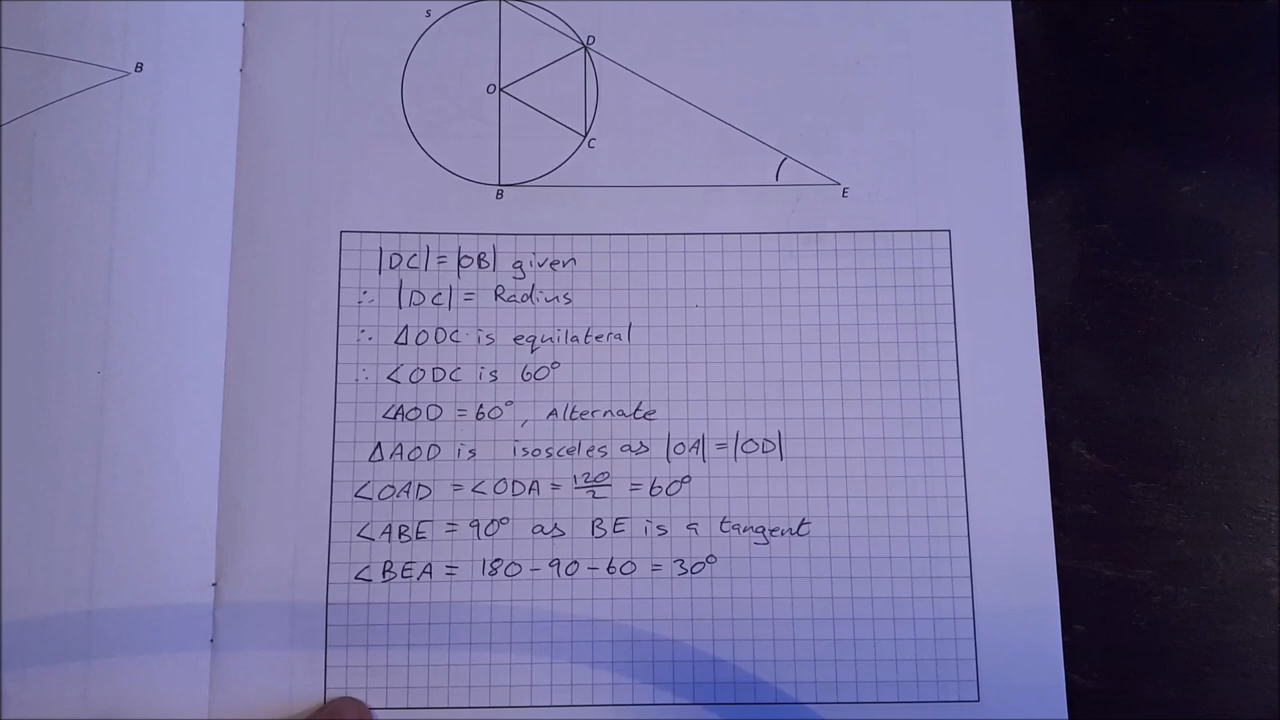 S
D
B
O
C
B
E
|DC| = |OB| given
∴ |DC| = Radius
∴ ΔODC is equilateral
∴ <ODC is 60°
<AOD = 60°, Alternate
ΔAOD is isosceles as |OA| = |OD|
<OAD = <ODA = 120/2 = 60°
<ABE = 90° as BE is a tangent
<BEA = 180 - 90 - 60 = 30°